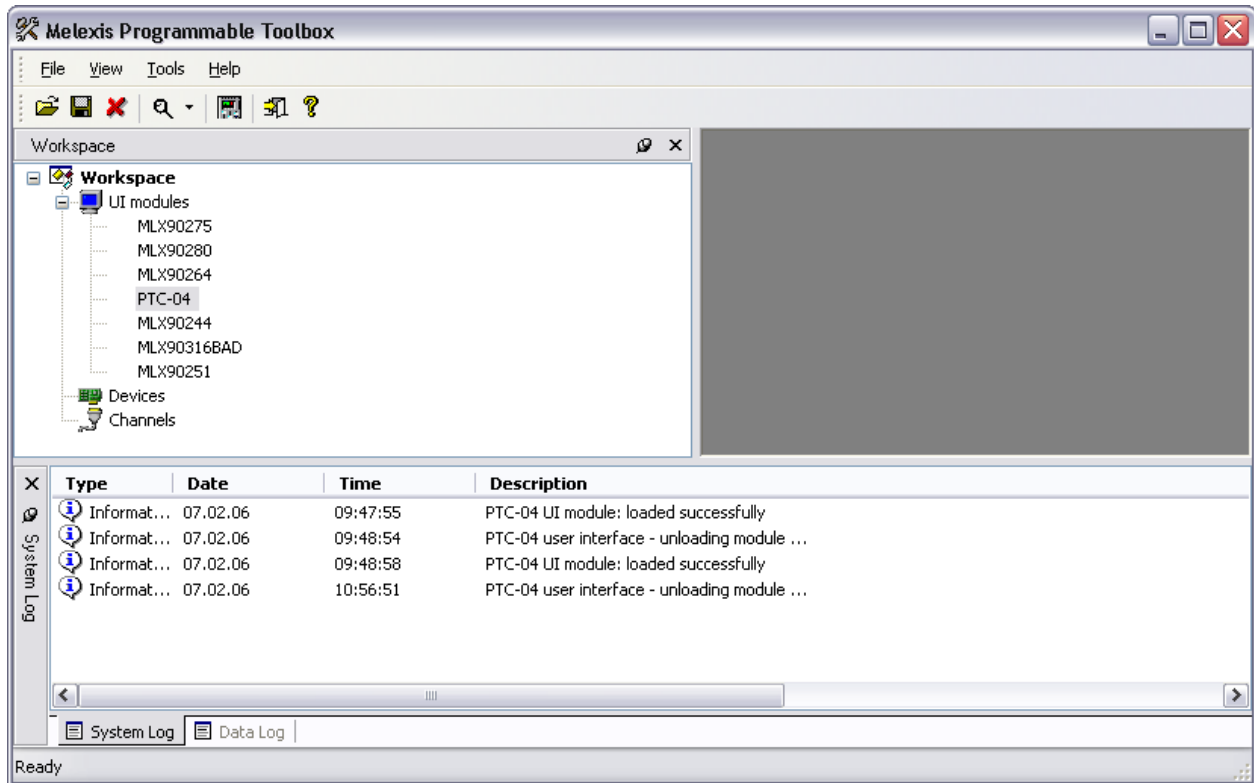 Melexis Programmable Toolbox
File View Tools Help
Workspace
Workspace
UI modules
MLX90275
MLX90280
MLX90264
PTC-04
MLX90244
MLX90316BAD
MLX90251
Devices
Channels
System Log
Type Date Time Description
Informat... 07.02.06 09:47:55 PTC-04 UI module: loaded successfully
Informat... 07.02.06 09:48:54 PTC-04 user interface - unloading module ...
Informat... 07.02.06 09:48:58 PTC-04 UI module: loaded successfully
Informat... 07.02.06 10:56:51 PTC-04 user interface - unloading module ...
System Log Data Log
Ready